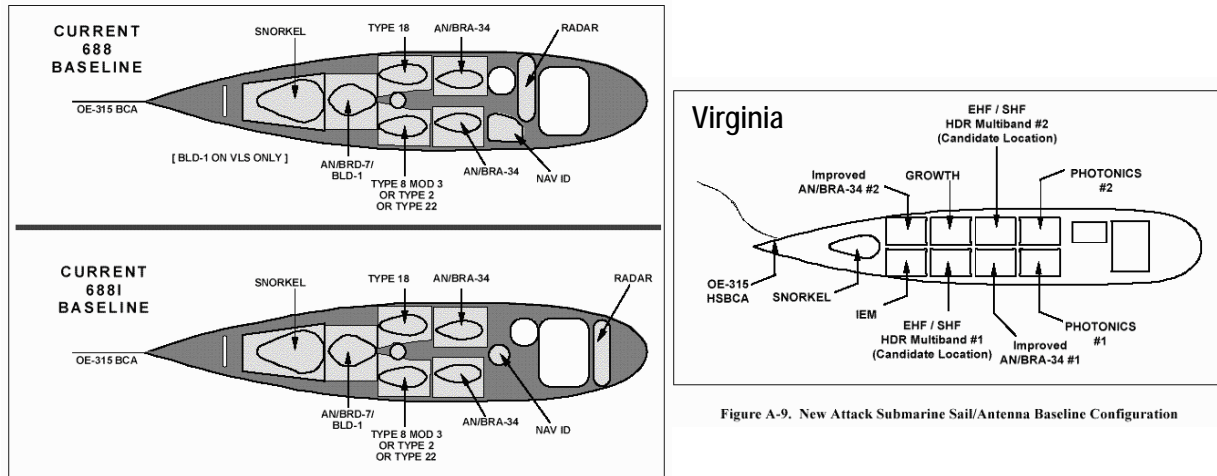 CURRENT
688
BASELINE
SNORKEL
TYPE 18
AN/BRA-34
RADAR
OE-315 BCA
[ BLD-1 ON VLS ONLY ]
AN/BRD-7/
BLD-1
TYPE 8 MOD 3
OR TYPE 2
OR TYPE 22
AN/BRA-34
NAV ID
CURRENT
688I
BASELINE
SNORKEL
TYPE 18
AN/BRA-34
RADAR
OE-315 BCA
AN/BRD-7/
BLD-1
TYPE 8 MOD 3
OR TYPE 2
OR TYPE 22
AN/BRA-34
NAV ID
Virginia
EHF / SHF
HDR Multiband #2
(Candidate Location)
Improved
AN/BRA-34 #2
GROWTH
PHOTONICS
#2
OE-315
HSBCA
SNORKEL
IEM
EHF / SHF
HDR Multiband #1
(Candidate Location)
Improved
AN/BRA-34 #1
PHOTONICS
#1
Figure A-9. New Attack Submarine Sail/Antenna Baseline Configuration